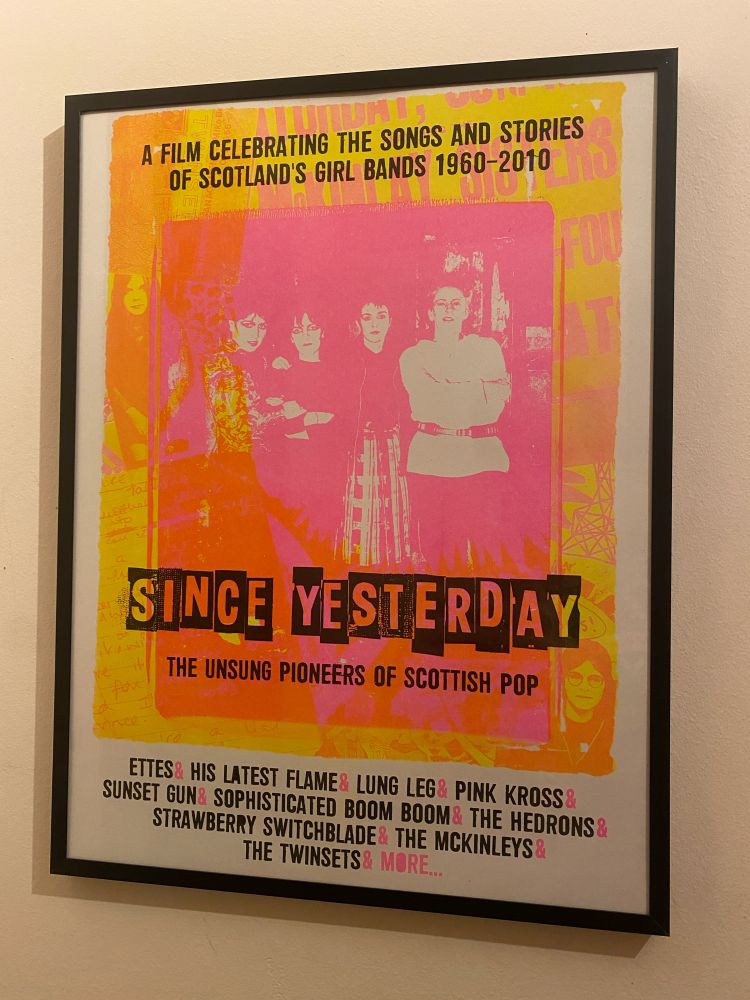 A FILM CELEBRATING THE SONGS AND STORIES
OF SCOTLAND'S GIRL BANDS 1960-2010
SINCE YESTERDAY
THE UNSUNG PIONEERS OF SCOTTISH POP
ETTES& HIS LATEST FLAME& LUNG LEG& PINK KROSS&
SUNSET GUN& SOPHISTICATED BOOM BOOM& THE HEDRONS&
STRAWBERRY SWITCHBLADE& THE MCKINLEYS&
THE TWINSETS& MORE...